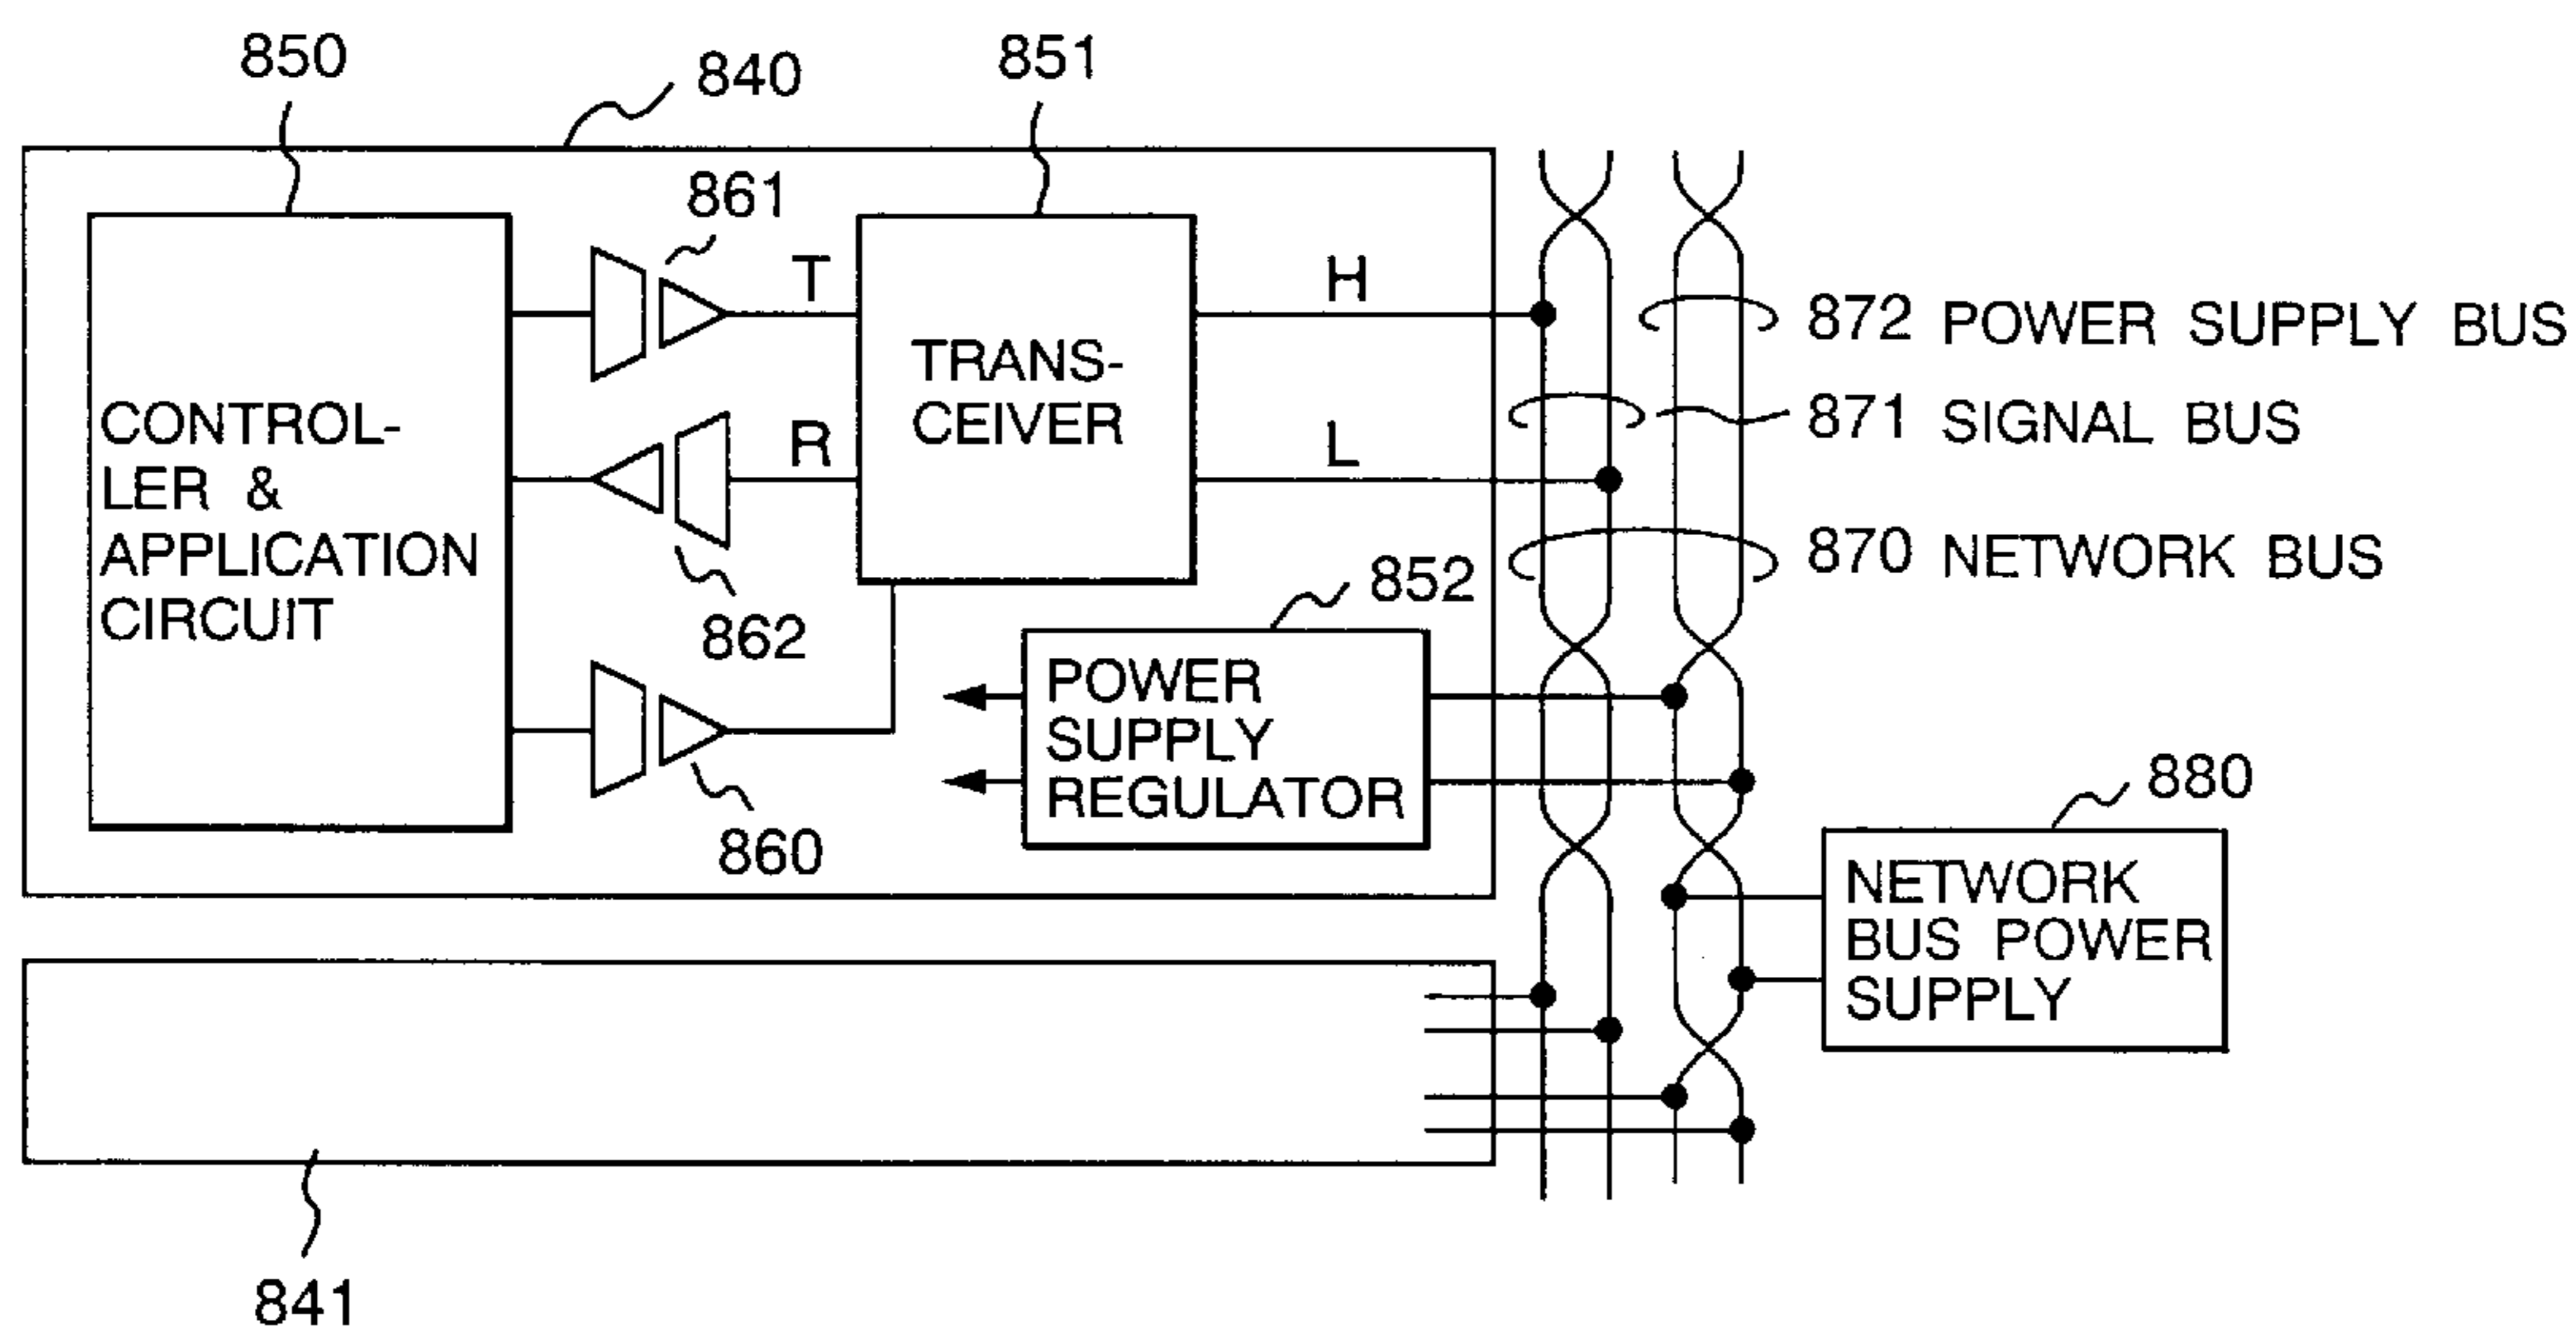 850
840
851
861
T
H
872 POWER SUPPLY BUS
TRANS-
CEIVER
CONTROL-
LER &
APPLICATION
CIRCUIT
R
L
871 SIGNAL BUS
870 NETWORK BUS
862
852
POWER
SUPPLY
REGULATOR
860
880
NETWORK
BUS POWER
SUPPLY
841